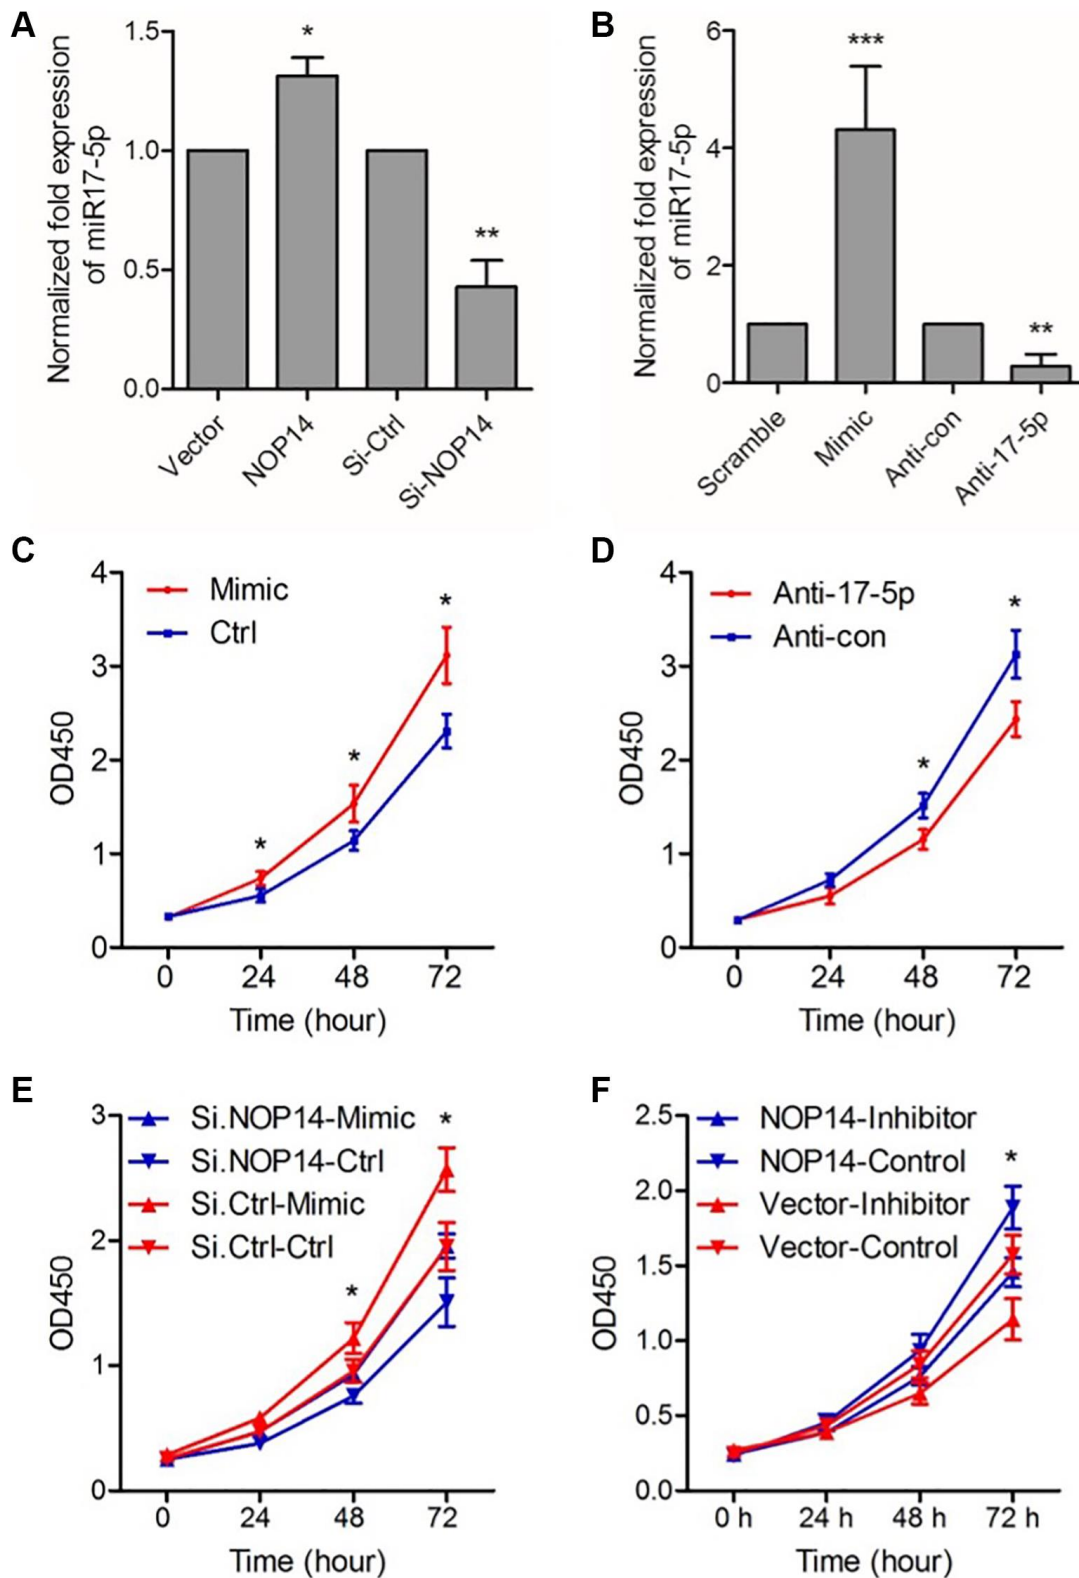 A
Normalized fold expression
of miR17-5p
1.5
1.0
0.5
0.0
*
**
Vector
NOP14
Si-Ctrl
Si-NOP14
B
Normalized fold expression
of miR17-5p
6
4
2
0
***
**
Scramble
Mimic
Anti-con
Anti-17-5p
C
OD450
4
3
2
1
0
Mimic
Ctrl
*
*
*
0
24
48
72
Time (hour)
D
OD450
4
3
2
1
0
Anti-17-5p
Anti-con
*
*
0
24
48
72
Time (hour)
E
OD450
3
2
1
0
Si.NOP14-Mimic
Si.NOP14-Ctrl
Si.Ctrl-Mimic
Si.Ctrl-Ctrl
*
*
0
24
48
72
Time (hour)
F
OD450
2.5
2.0
1.5
1.0
0.5
0.0
NOP14-Inhibitor
NOP14-Control
Vector-Inhibitor
Vector-Control
*
0 h
24 h
48 h
72 h
Time (hour)